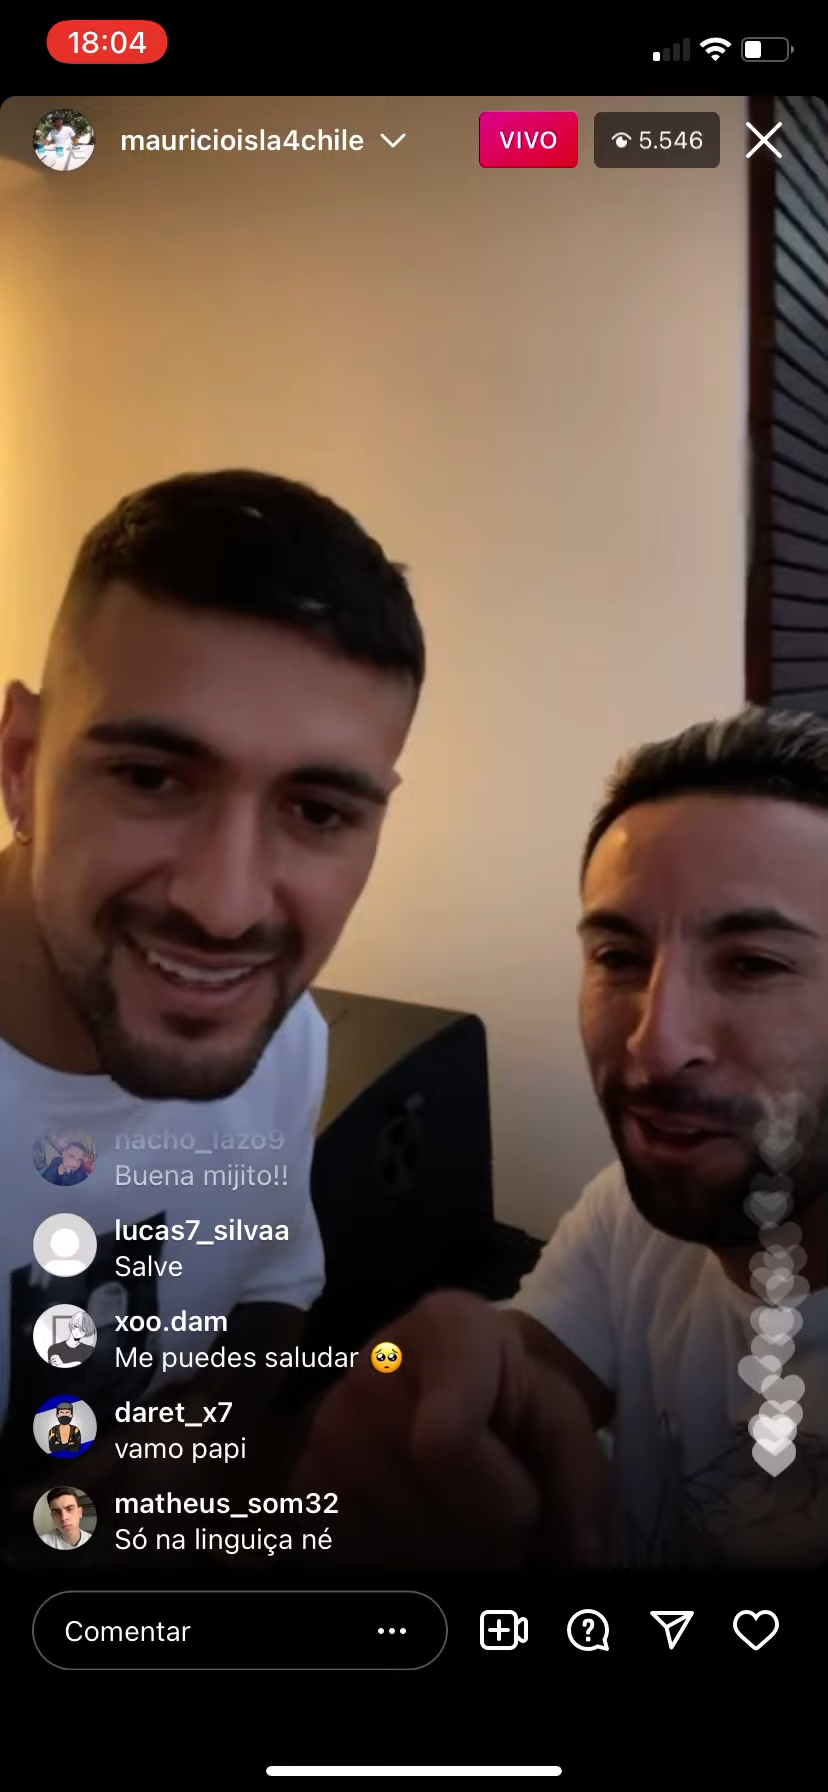 18:04
mauricioisla4chile
VIVO
5.546
nacho_lazo9
Buena mijito!!
lucas7_silvaa
Salve
xoo.dam
Me puedes saludar 🥺
daret_x7
vamo papi
matheus_som32
Só na linguiça né
Comentar